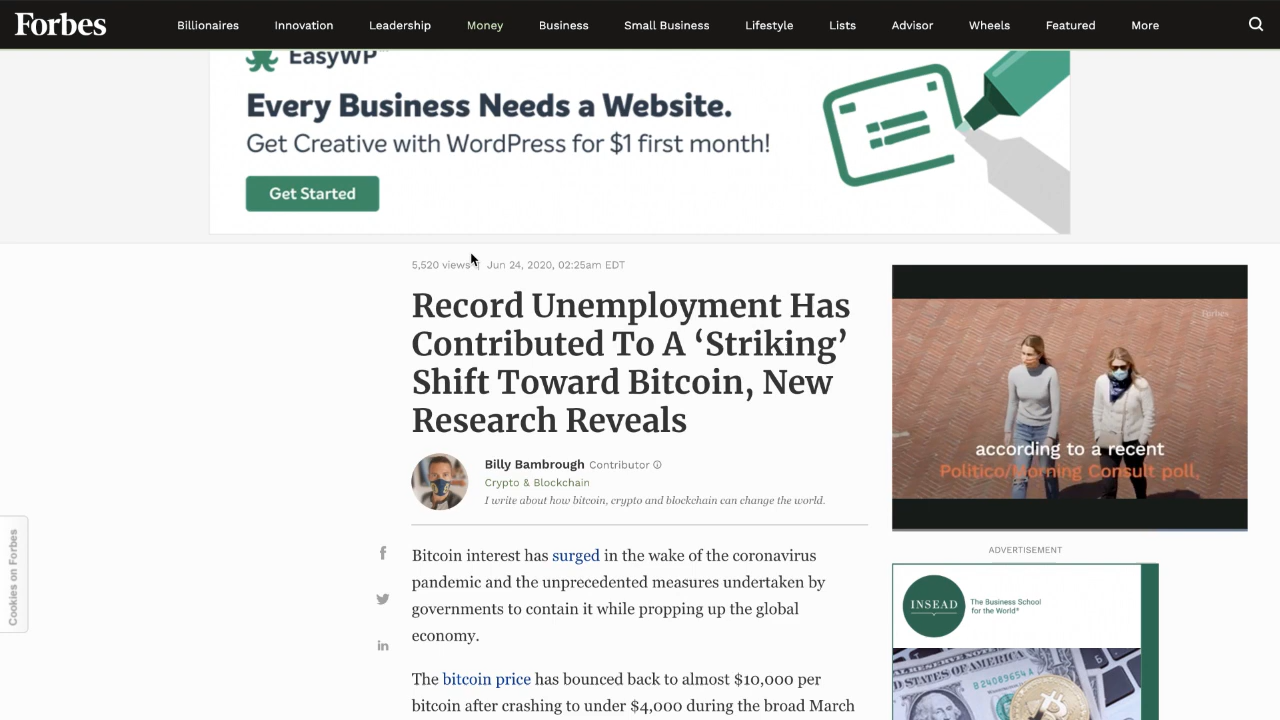 Forbes
Billionaires Innovation Leadership Money Business Small Business Lifestyle Lists Advisor Wheels Featured More
EasyWP
Every Business Needs a Website.
Get Creative with WordPress for $1 first month!
Get Started
5,520 views | Jun 24, 2020, 02:25am EDT
Record Unemployment Has
Contributed To A ‘Striking’
Shift Toward Bitcoin, New
Research Reveals
Billy Bambrough Contributor
Crypto & Blockchain
I write about how bitcoin, crypto and blockchain can change the world.
Bitcoin interest has surged in the wake of the coronavirus
pandemic and the unprecedented measures undertaken by
governments to contain it while propping up the global
economy.
The bitcoin price has bounced back to almost $10,000 per
bitcoin after crashing to under $4,000 during the broad March
Cookies on Forbes
Forbes
according to a recent
Politico/Morning Consult poll,
ADVERTISEMENT
INSEAD
The Business School
for the World®
STATES OF AMERICA
B24089654A